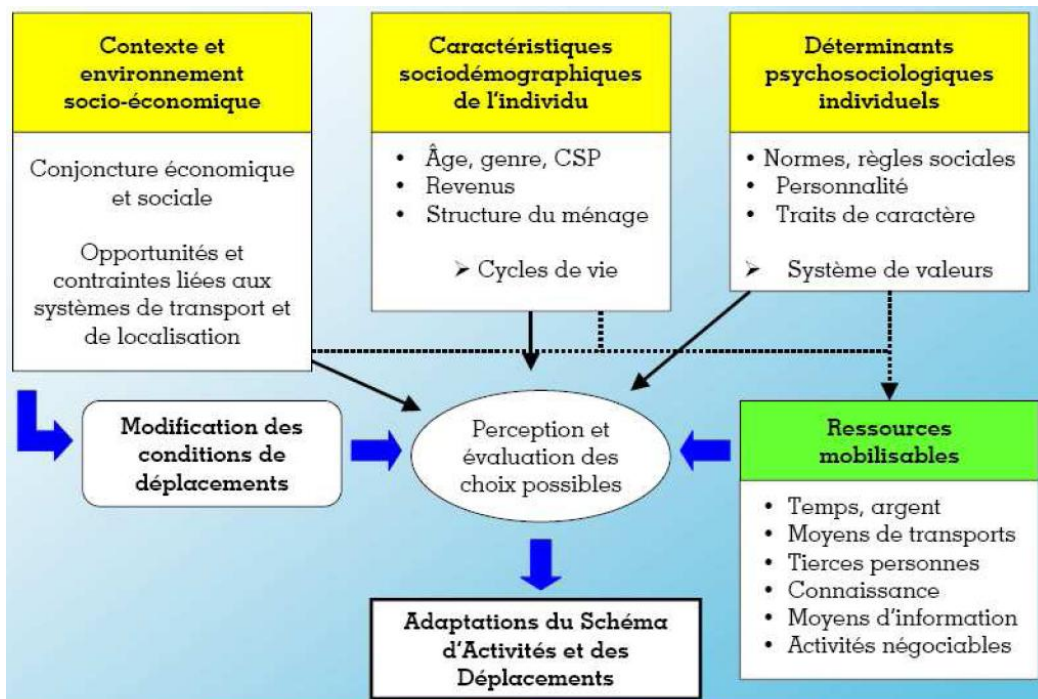 Contexte et
environnement
socio-économique
Conjoncture économique
et sociale
Opportunités et
contraintes liées aux
systèmes de transport et
de localisation
Caractéristiques
sociodémographiques
de l'individu
• Âge, genre, CSP
• Revenus
• Structure du ménage
➢ Cycles de vie
Déterminants
psychosociologiques
individuels
• Normes, règles sociales
• Personnalité
• Traits de caractère
➢ Système de valeurs
Modification des
conditions de
déplacements
Perception et
évaluation des
choix possibles
Ressources
mobilisables
• Temps, argent
• Moyens de transports
• Tierces personnes
• Connaissance
• Moyens d'information
• Activités négociables
Adaptations du Schéma
d'Activités et des
Déplacements